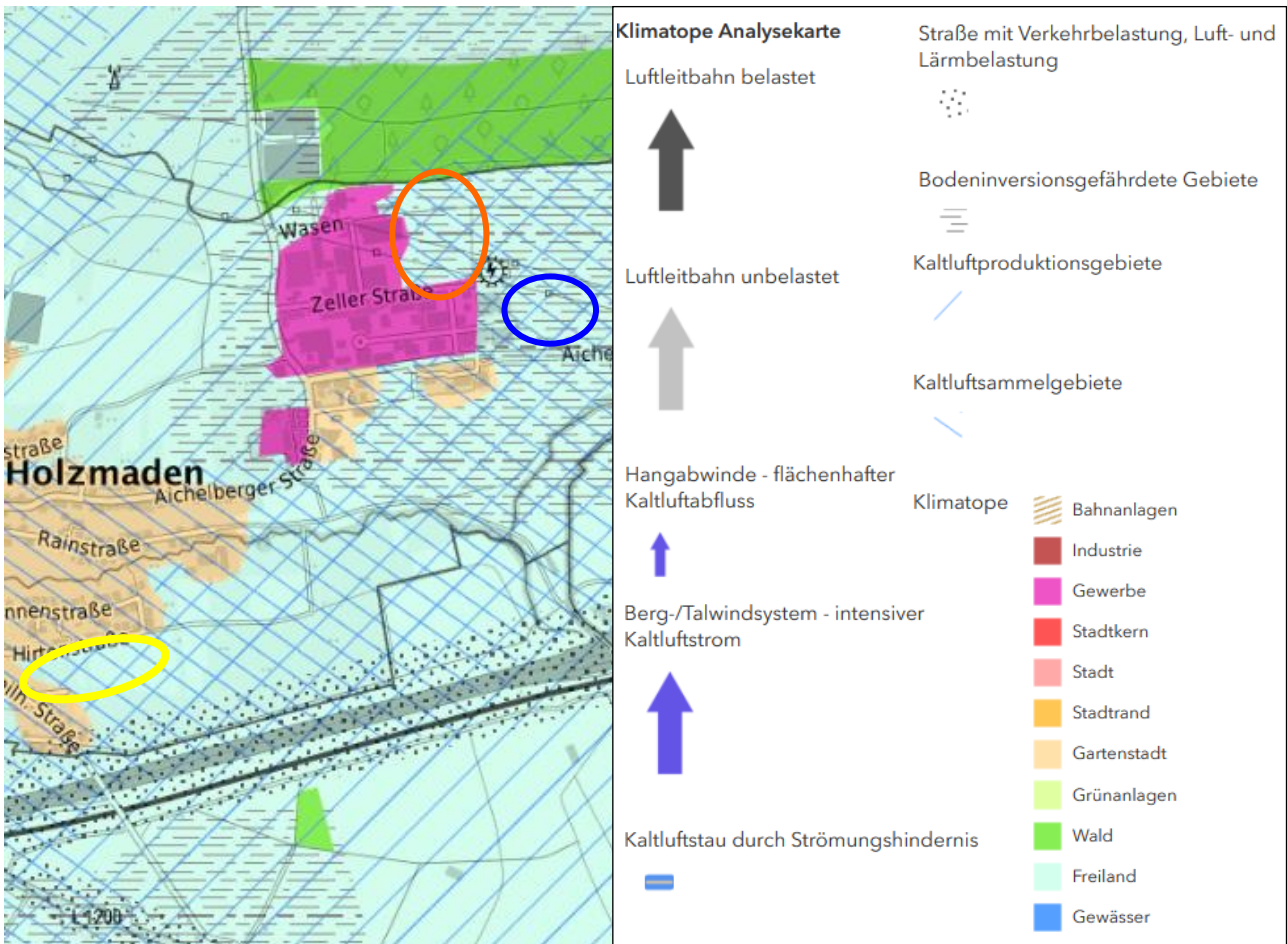 Wasen
Zeller Straße
Aiche
straße
Holzmaden
Aichelberger Straße
Rainstraße
nnenstraße
Hirtenstraße
Straße
L 1200
Klimatope Analysekarte
Luftleitbahn belastet
Luftleitbahn unbelastet
Hangabwinde - flächenhafter
Kaltluftabfluss
Berg-/Talwindsystem - intensiver
Kaltluftstrom
Kaltluftstau durch Strömungshindernis
Straße mit Verkehrbelastung, Luft- und
Lärmbelastung
Bodeninversionsgefährdete Gebiete
Kaltluftproduktionsgebiete
Kaltluftsammelgebiete
Klimatope
Bahnanlagen
Industrie
Gewerbe
Stadtkern
Stadt
Stadtrand
Gartenstadt
Grünanlagen
Wald
Freiland
Gewässer